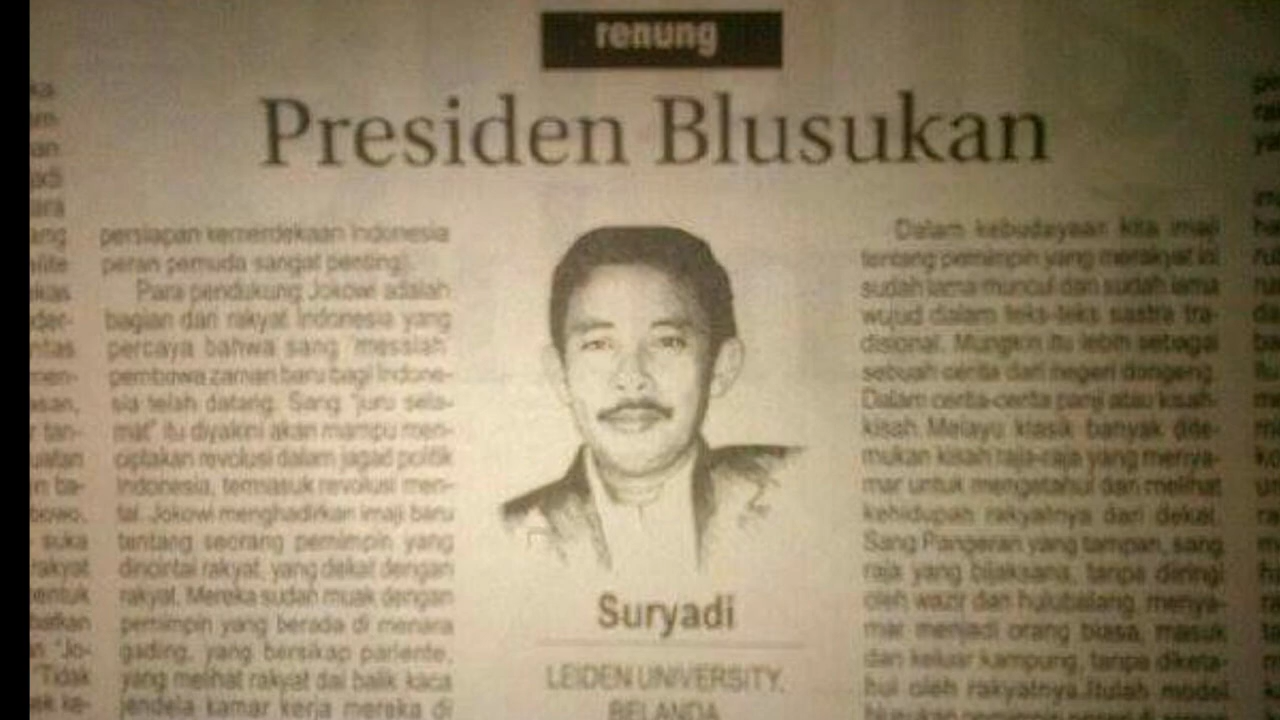 renung
Presiden Blusukan
persiapan kemerdekaan Indonesia
peran pemuda sangat penting).
Para pendukung Jokowi adalah
bagian dari rakyat Indonesia yang
percaya bahwa sang "messiah"
pembawa zaman baru bagi Indone-
sia telah datang. Sang "juru sela-
mat" itu diyakini akan mampu men-
ciptakan revolusi dalam jagad politik
Indonesia, termasuk revolusi men-
tal. Jokowi menghadirkan imaji baru
tentang seorang pemimpin yang
dincintai rakyat, yang dekat dengan
rakyat. Mereka sudah muak dengan
pemimpin yang berada di menara
gading, yang bersikap parlente,
yang melihat rakyat dai balik kaca
jendela kamar kerja mereka di
Suryadi
LEIDEN UNIVERSITY,
BELANDA
Dalam kebudayaan kita imaji
tentang pemimpin yang merakyat ini
sudah lama muncul dan sudah lama
wujud dalam teks-teks sastra tra-
disional. Mungkin itu lebih sebagai
sebuah cerita dari negeri dongeng.
Dalam cerita-cerita panji atau kisah-
kisah Melayu klasik banyak dite-
mukan kisah raja-raja yang menya-
mar untuk mengetahui dan melihat
kehidupan rakyatnya dari dekat.
Sang Pangeran yang tampan, sang
raja yang bijaksana, tanpa diiringi
oleh wazir dan hulubalang, menya-
mar menjadi orang biasa, masuk
dan keluar kampung, tanpa diketa-
hui oleh rakyatnya. Itulah model